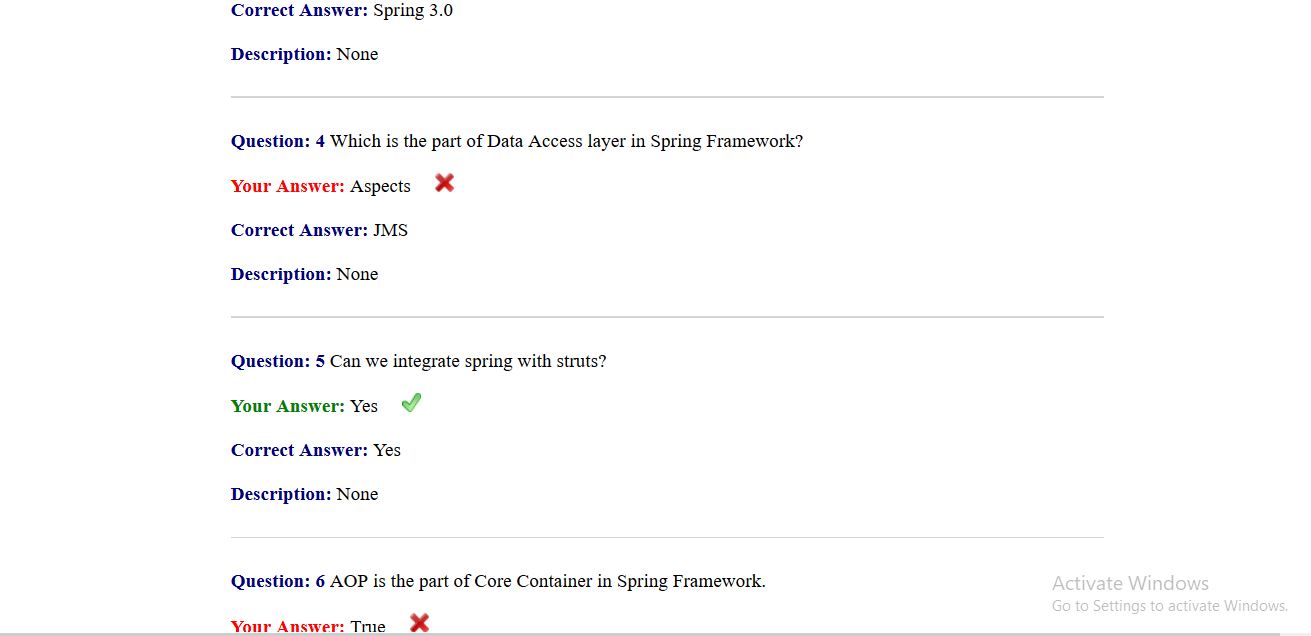 Correct Answer: Spring 3.0
Description: None
Question: 4 Which is the part of Data Access layer in Spring Framework?
Your Answer: Aspects
Correct Answer: JMS
Description: None
Question: 5 Can we integrate spring with struts?
Your Answer: Yes
Correct Answer: Yes
Description: None
Question: 6 AOP is the part of Core Container in Spring Framework.
Your Answer: True
Activate Windows
Go to Settings to activate Windows.